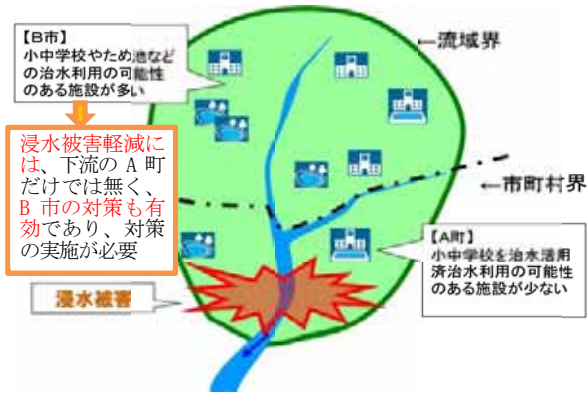 【B市】
小中学校やため池など
の治水利用の可能性
のある施設が多い
←流域界
浸水被害軽減に
は、下流の A 町
だけでは無く、
B 市の対策も有
効であり、対策
の実施が必要
←市町村界
【A町】
小中学校を治水活用
済治水利用の可能性
のある施設が少ない
浸水被害